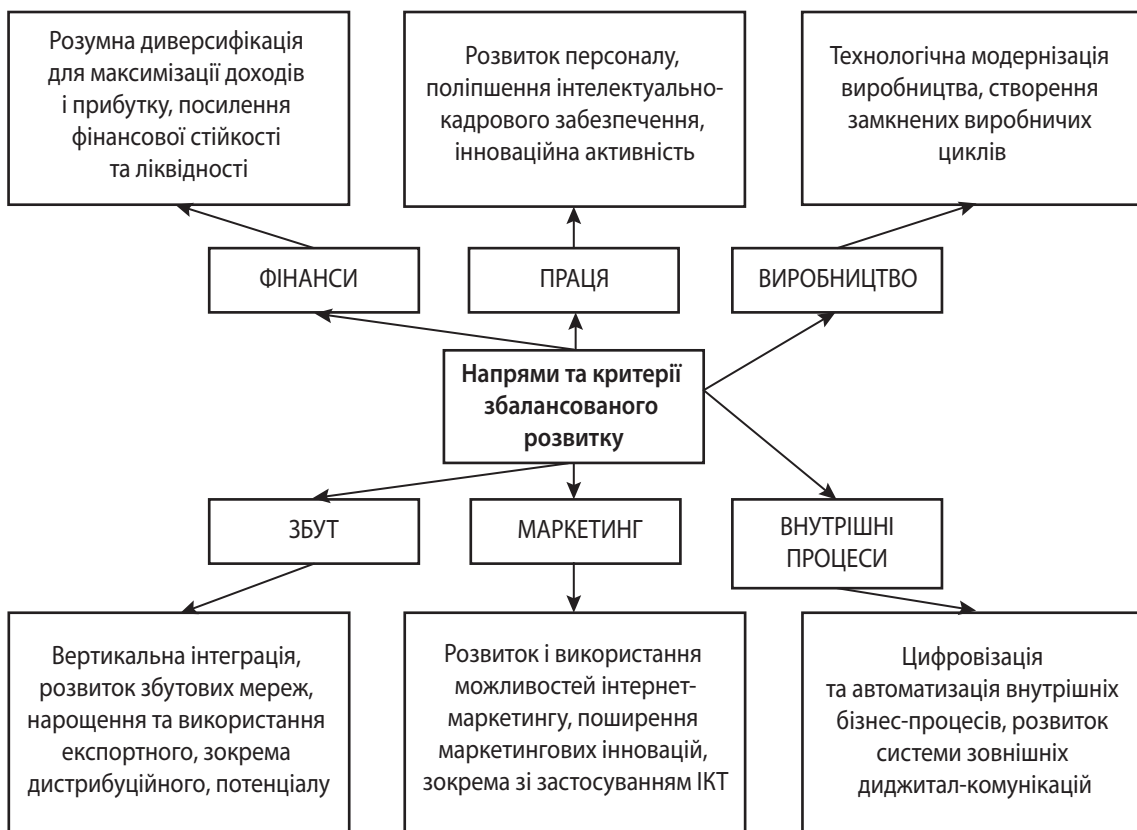 Розумна диверсифікація
для максимізації доходів
і прибутку, посилення
фінансової стійкості
та ліквідності
Розвиток персоналу,
поліпшення інтелектуально-
кадрового забезпечення,
інноваційна активність
Технологічна модернізація
виробництва, створення
замкнених виробничих
циклів
ФІНАНСИ
ПРАЦЯ
ВИРОБНИЦТВО
Напрями та критерії
збалансованого
розвитку
ЗБУТ
МАРКЕТИНГ
ВНУТРІШНІ
ПРОЦЕСИ
Вертикальна інтеграція,
розвиток збутових мереж,
нарощення та використання
експортного, зокрема
дистрибуційного, потенціалу
Розвиток і використання
можливостей інтернет-
маркетингу, поширення
маркетингових інновацій,
зокрема зі застосуванням ІКТ
Цифровізація
та автоматизація внутрішніх
бізнес-процесів, розвиток
системи зовнішніх
диджитал-комунікацій